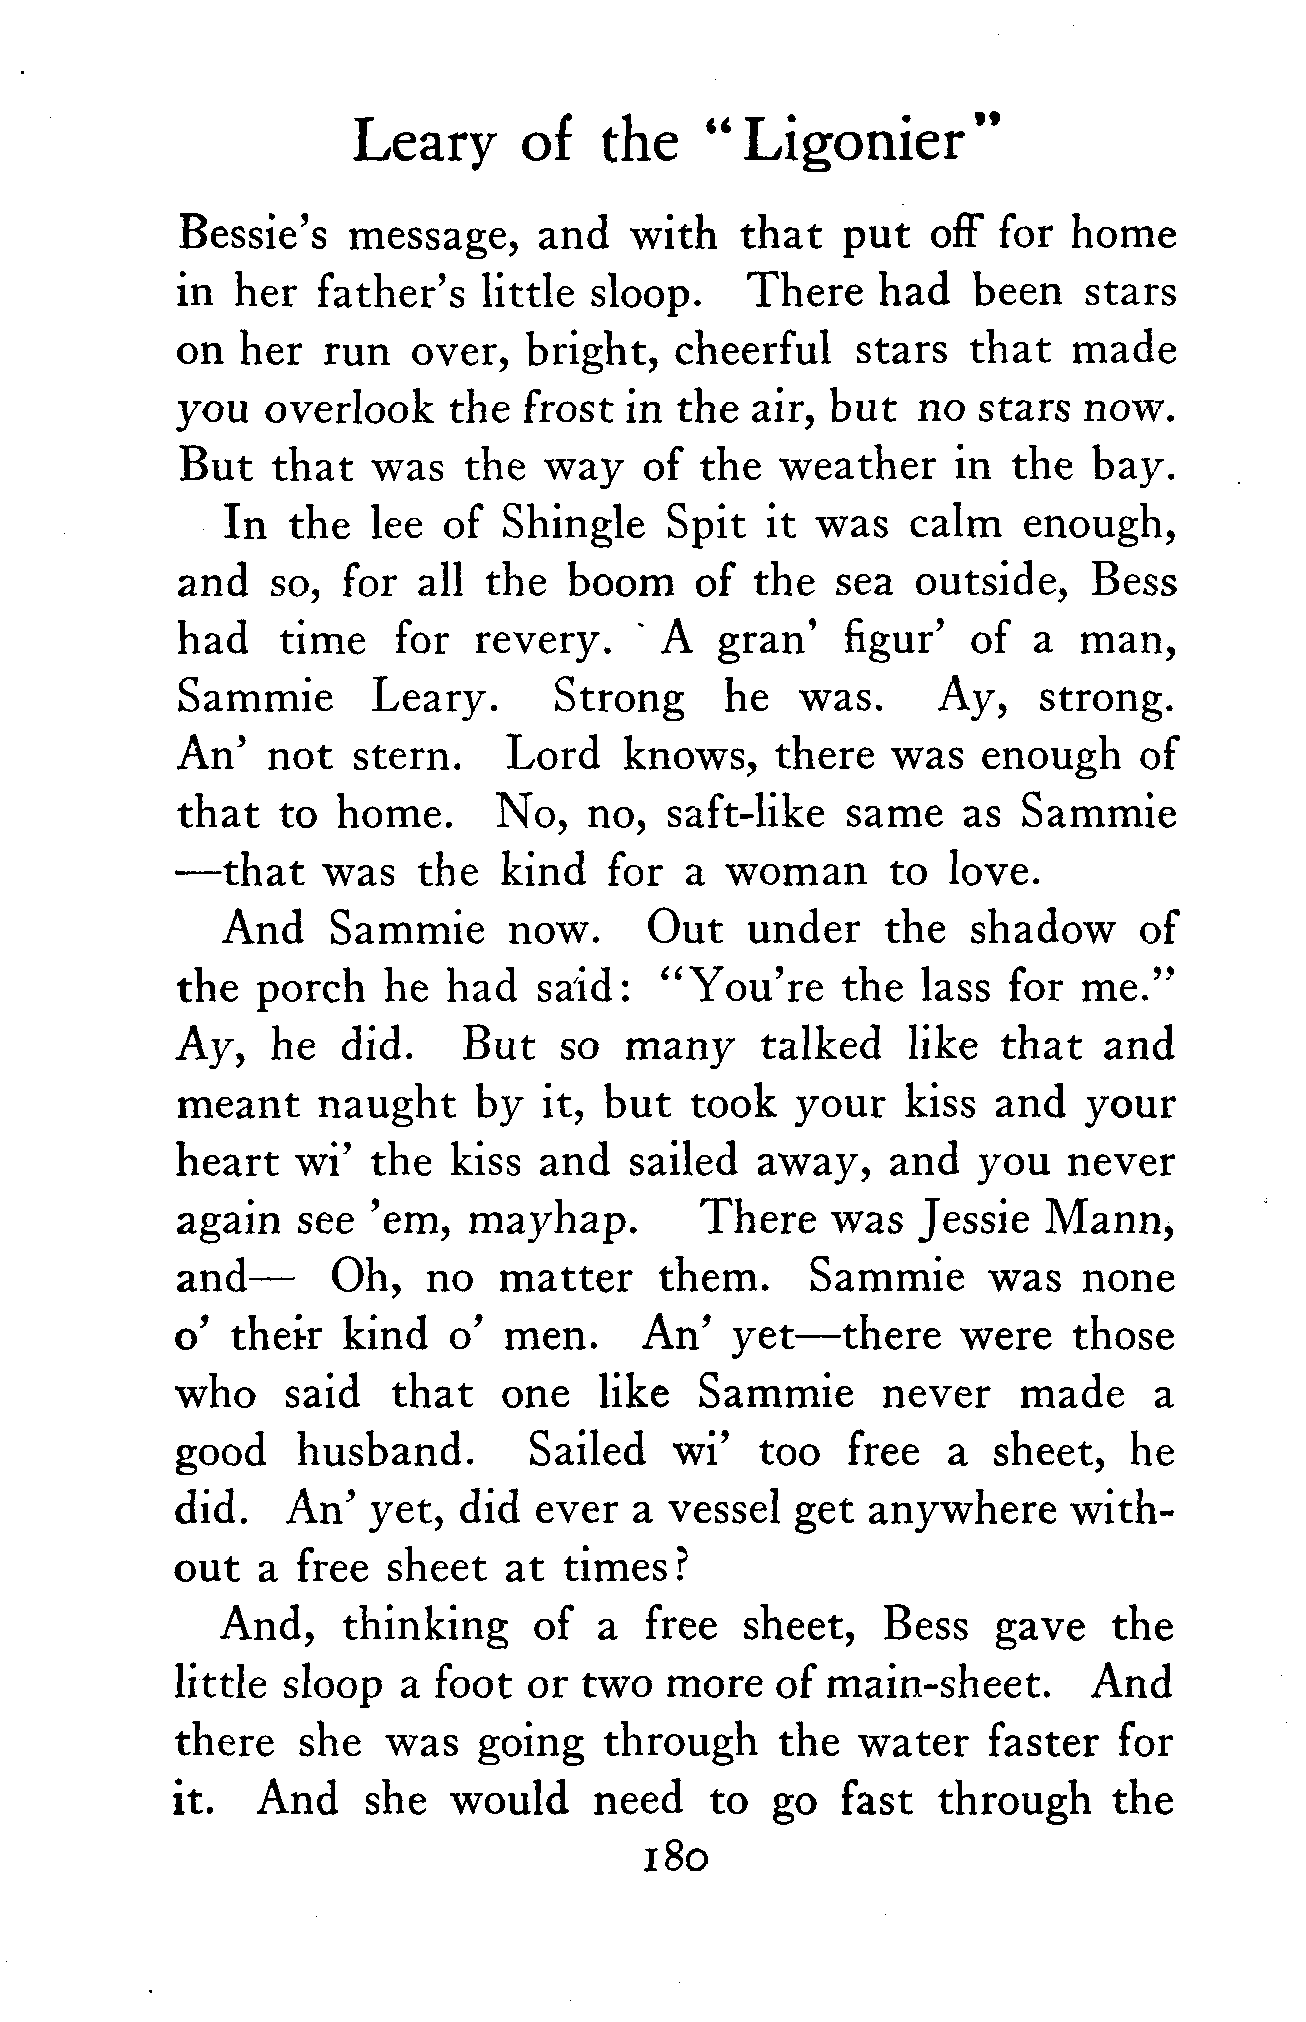 Leary of the "Ligonier"
Bessie's message, and with that put off for home
in her father's little sloop. There had been stars
on her run over, bright, cheerful stars that made
you overlook the frost in the air, but no stars now.
But that was the way of the weather in the bay.
In the lee of Shingle Spit it was calm enough,
and so, for all the boom of the sea outside, Bess
had time for revery. A gran' figur' of a man,
Sammie Leary. Strong he was. Ay, strong.
An' not stern. Lord knows, there was enough of
that to home. No, no, saft-like same as Sammie
—that was the kind for a woman to love.
And Sammie now. Out under the shadow of
the porch he had said: "You're the lass for me."
Ay, he did. But so many talked like that and
meant naught by it, but took your kiss and your
heart wi' the kiss and sailed away, and you never
again see 'em, mayhap. There was Jessie Mann,
and— Oh, no matter them. Sammie was none
o' their kind o' men. An' yet—there were those
who said that one like Sammie never made a
good husband. Sailed wi' too free a sheet, he
did. An' yet, did ever a vessel get anywhere with-
out a free sheet at times?
And, thinking of a free sheet, Bess gave the
little sloop a foot or two more of main-sheet. And
there she was going through the water faster for
it. And she would need to go fast through the
180